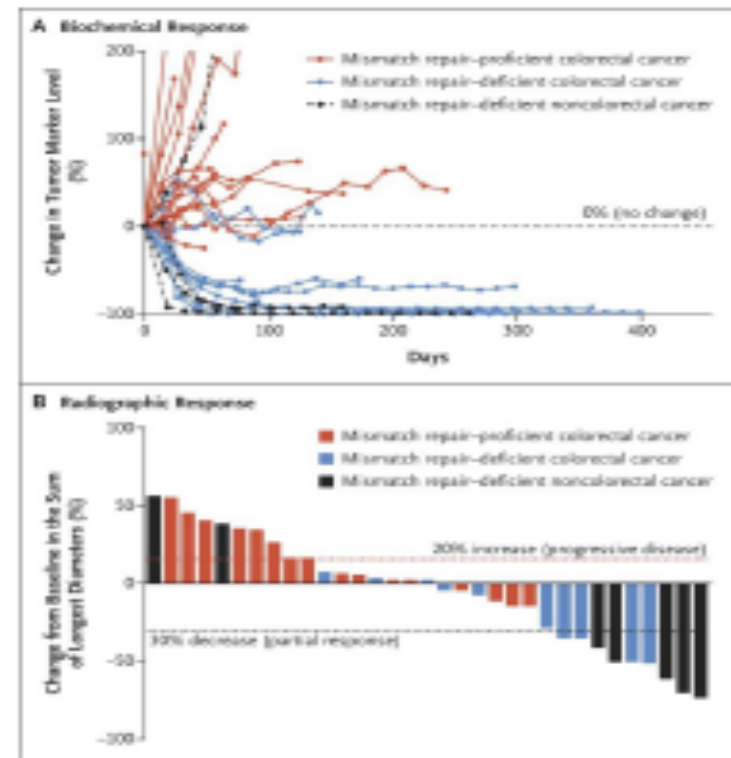 A Biochemical Response
200
100
0
-100
Change in Tumor Marker Level
(%)
Mismatch repair-proficient colorectal cancer
Mismatch repair-deficient colorectal cancer
Mismatch repair-deficient noncolorectal cancer
0% (no change)
0
100
200
300
400
Days
B Radiographic Response
100
50
0
-50
-100
Change from Baseline in the Sum
of Longest Diameters (%)
Mismatch repair-proficient colorectal cancer
Mismatch repair-deficient colorectal cancer
Mismatch repair-deficient noncolorectal cancer
20% increase (progressive disease)
30% decrease (partial response)